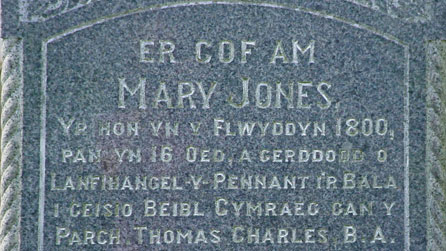 ER COF AM
MARY JONES,
YR HON YN Y FLWYDDYN 1800,
PAN YN 16 OED, A GERDDODD O
LANFIHANGEL-Y-PENNANT I'R BALA
I GEISIO BEIBL CYMRAEG GAN Y
PARCH. THOMAS CHARLES, B.A.